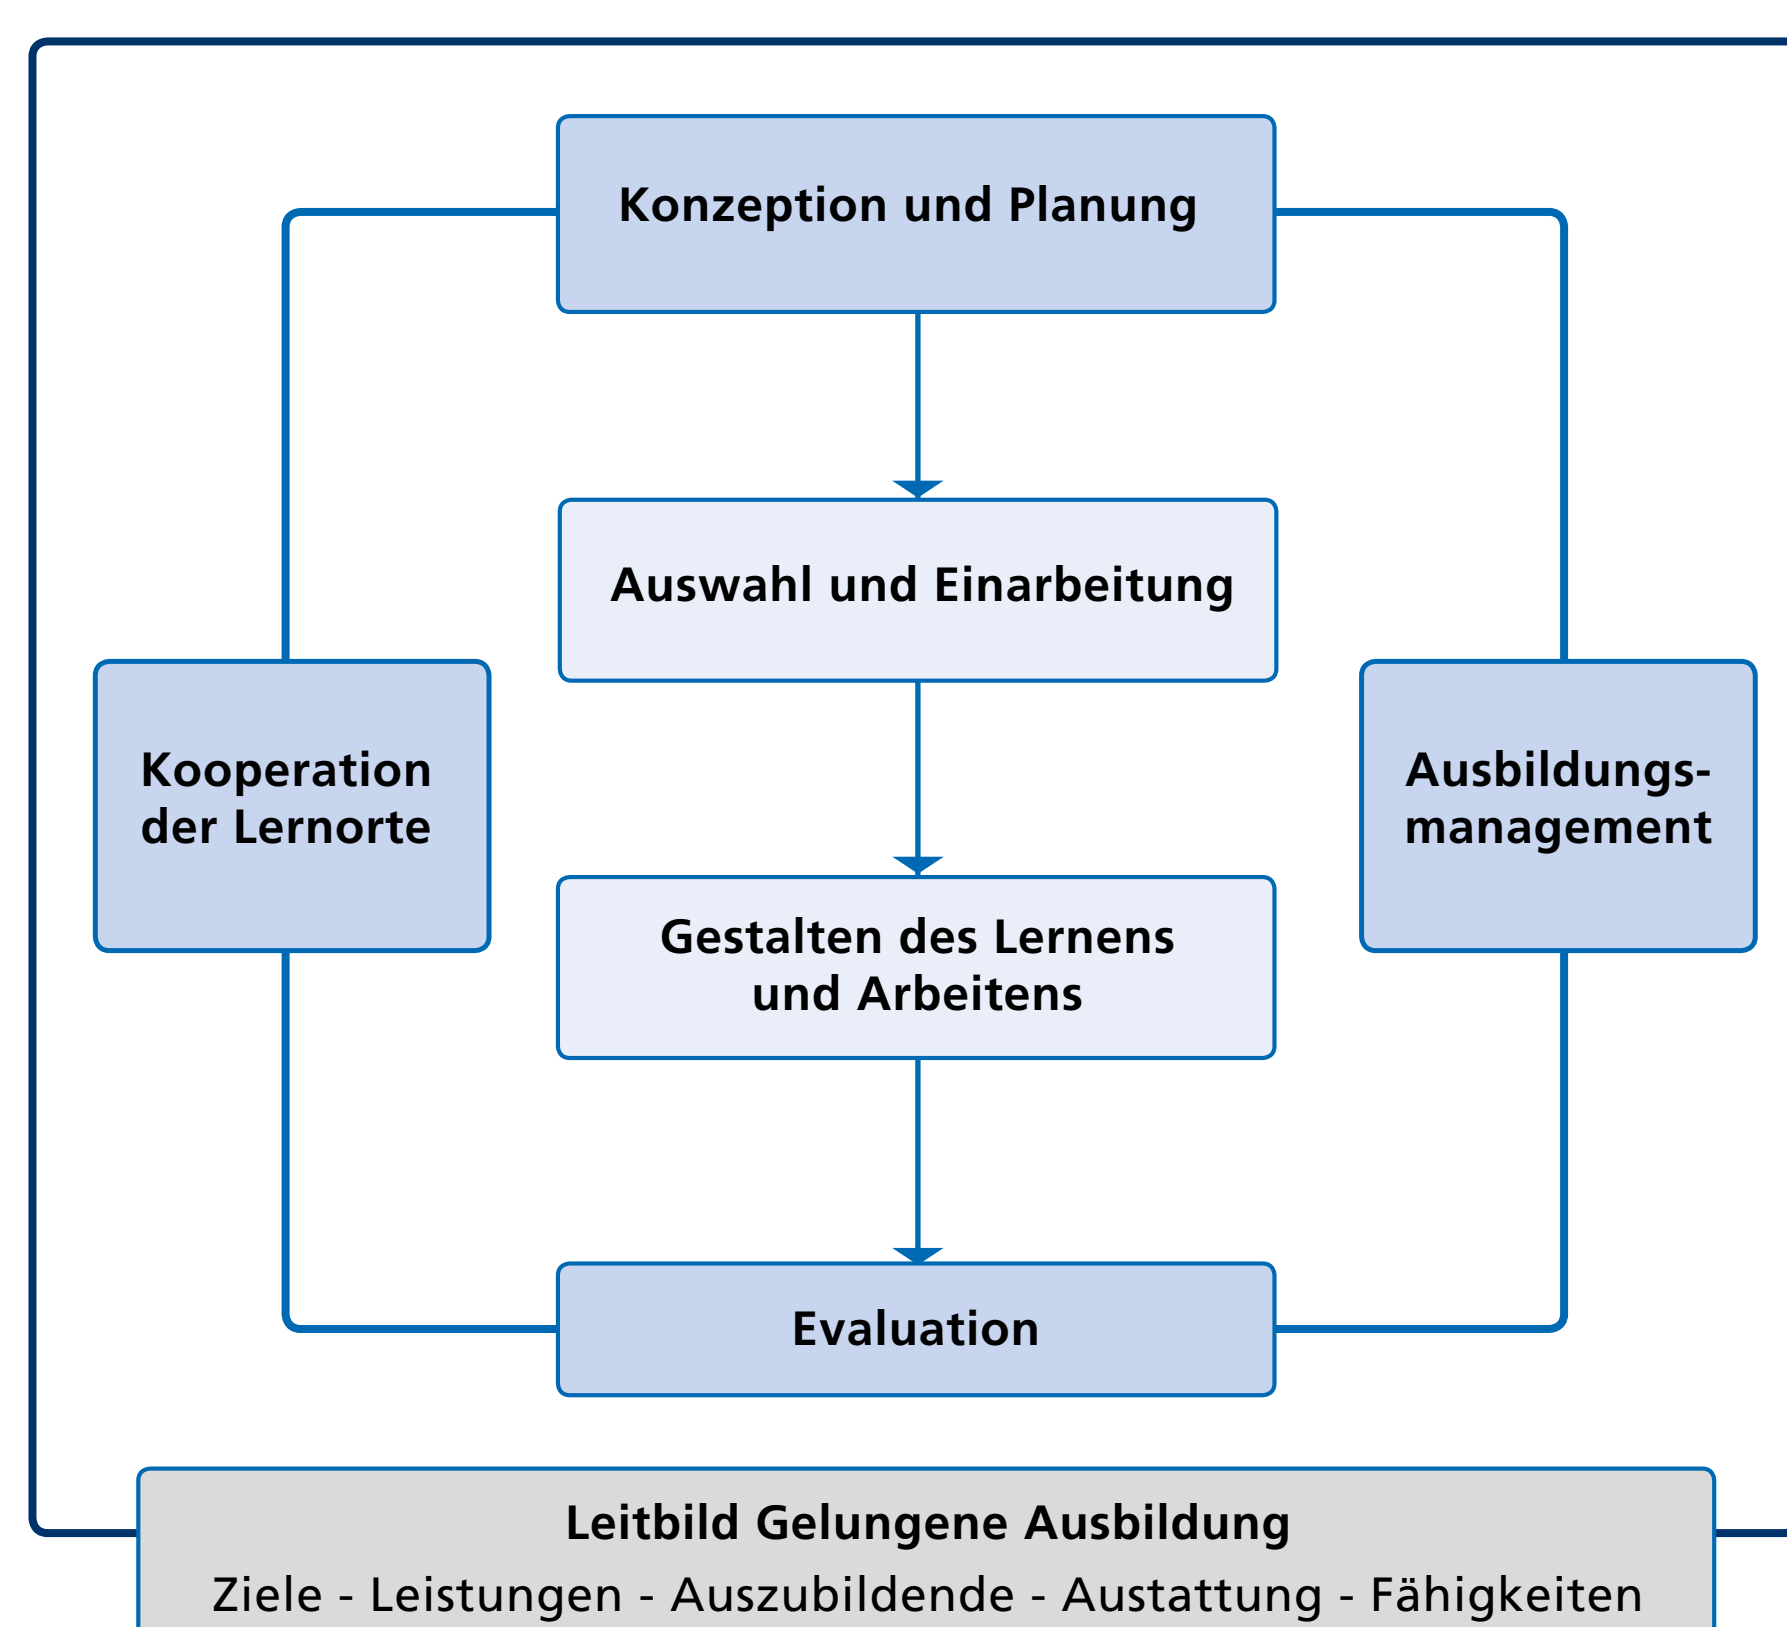 Konzeption und Planung
Auswahl und Einarbeitung
Kooperation
der Lernorte
Ausbildungs-
management
Gestalten des Lernens
und Arbeitens
Evaluation
Leitbild Gelungene Ausbildung
Ziele - Leistungen - Auszubildende - Austattung - Fähigkeiten